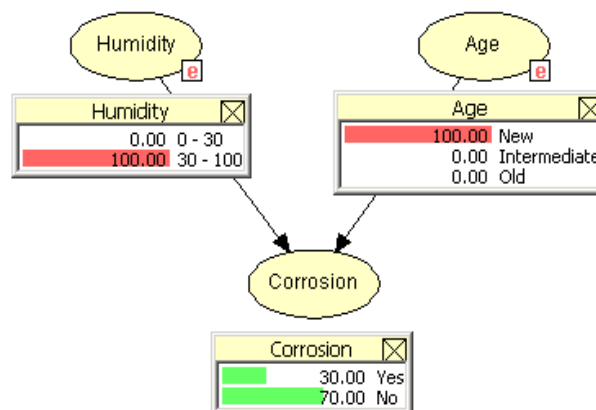 Humidity
e
Age
e
Humidity
0.00 0 - 30
100.00 30 - 100
Age
100.00 New
0.00 Intermediate
0.00 Old
Corrosion
Corrosion
30.00 Yes
70.00 No